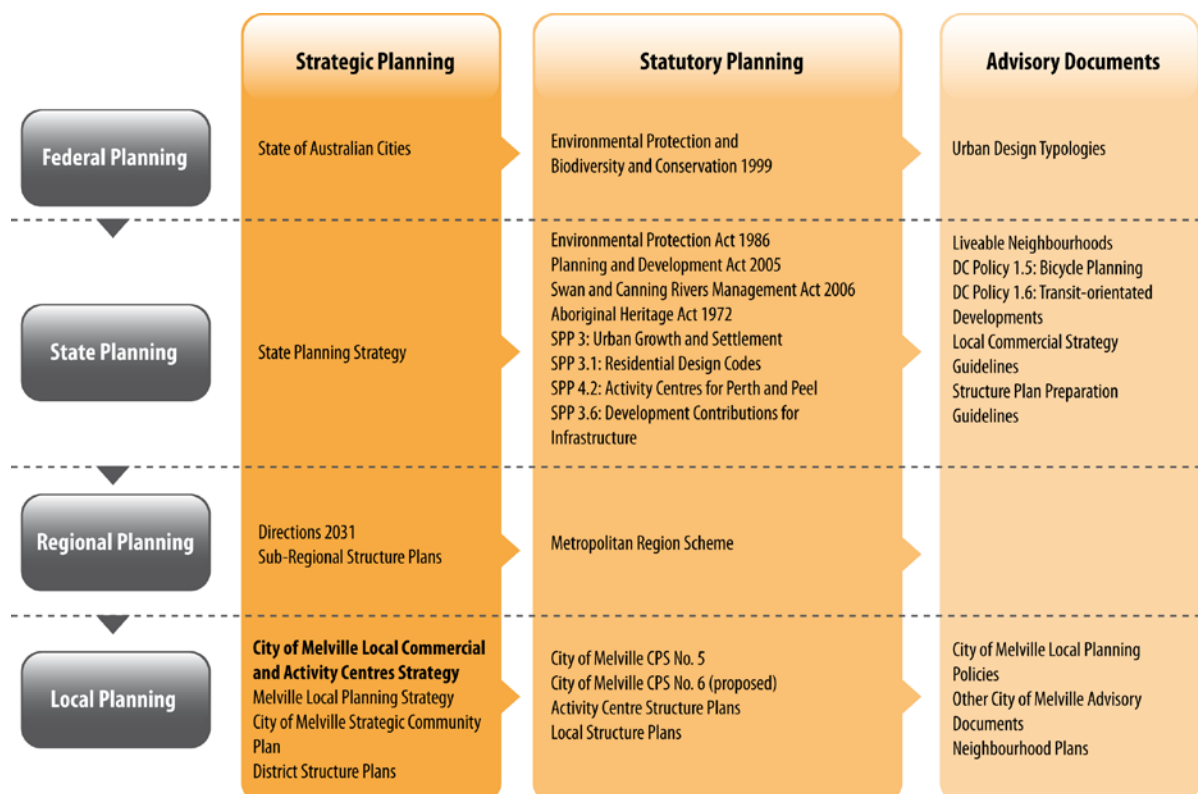 Strategic Planning
Statutory Planning
Advisory Documents
Federal Planning
State of Australian Cities
Environmental Protection and
Biodiversity and Conservation 1999
Urban Design Typologies
State Planning
State Planning Strategy
Environmental Protection Act 1986
Planning and Development Act 2005
Swan and Canning Rivers Management Act 2006
Aboriginal Heritage Act 1972
SPP 3: Urban Growth and Settlement
SPP 3.1: Residential Design Codes
SPP 4.2: Activity Centres for Perth and Peel
SPP 3.6: Development Contributions for
Infrastructure
Liveable Neighbourhoods
DC Policy 1.5: Bicycle Planning
DC Policy 1.6: Transit-orientated
Developments
Local Commercial Strategy
Guidelines
Structure Plan Preparation
Guidelines
Regional Planning
Directions 2031
Sub-Regional Structure Plans
Metropolitan Region Scheme
Local Planning
City of Melville Local Commercial
and Activity Centres Strategy
Melville Local Planning Strategy
City of Melville Strategic Community
Plan
District Structure Plans
City of Melville CPS No. 5
City of Melville CPS No. 6 (proposed)
Activity Centre Structure Plans
Local Structure Plans
City of Melville Local Planning
Policies
Other City of Melville Advisory
Documents
Neighbourhood Plans